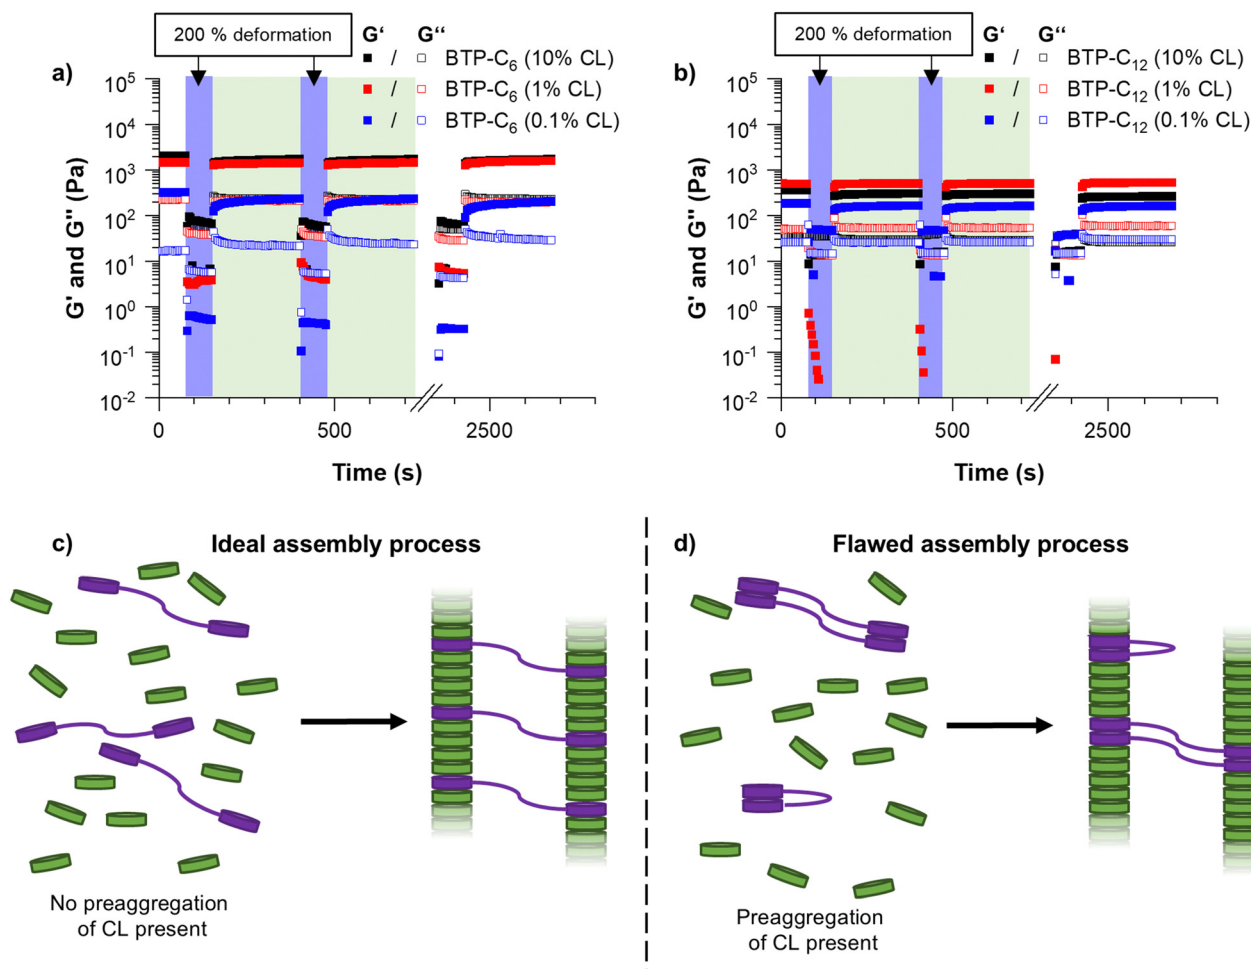 200 % deformation
G‘
G“
a)
/
BTP-C6 (10% CL)
/
BTP-C6 (1% CL)
/
BTP-C6 (0.1% CL)
G' and G'' (Pa)
10^5
10^4
10^3
10^2
10^1
10^0
10^-1
10^-2
0
500
2500
Time (s)
200 % deformation
G‘
G“
b)
/
BTP-C12 (10% CL)
/
BTP-C12 (1% CL)
/
BTP-C12 (0.1% CL)
G' and G'' (Pa)
10^5
10^4
10^3
10^2
10^1
10^0
10^-1
10^-2
0
500
2500
Time (s)
c)
Ideal assembly process
No preaggregation
of CL present
d)
Flawed assembly process
Preaggregation
of CL present